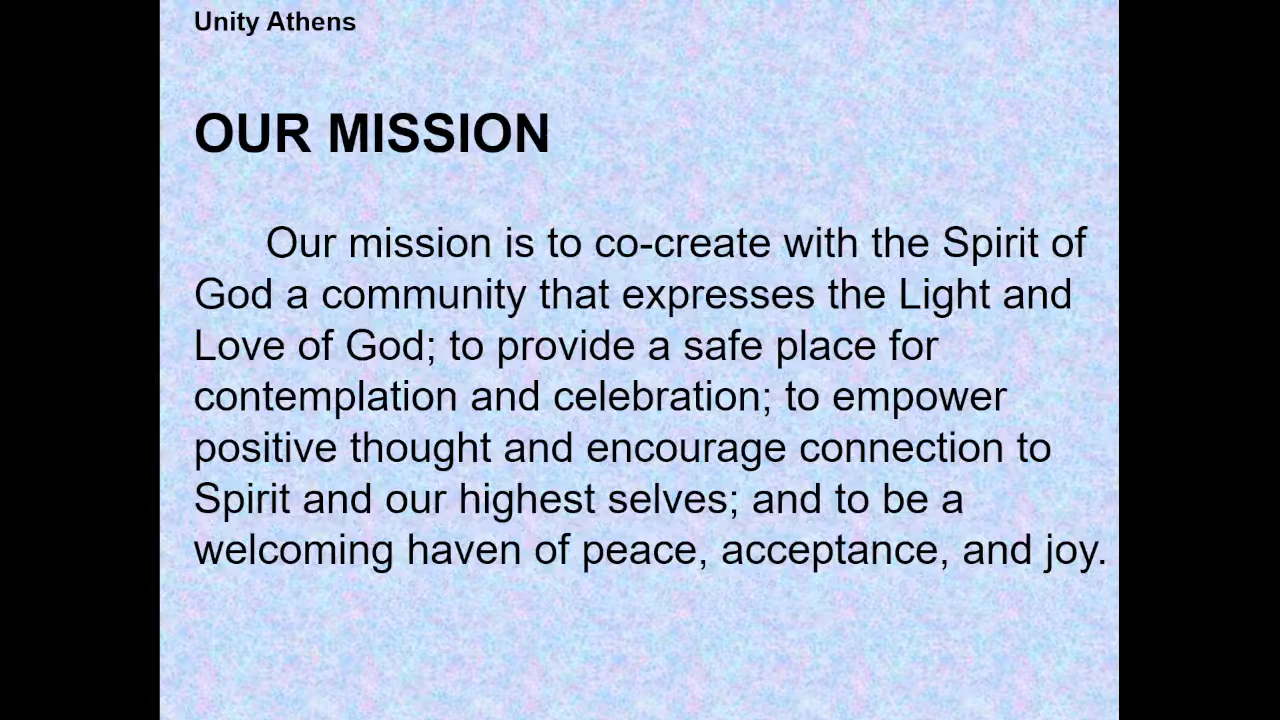 Unity Athens
OUR MISSION
Our mission is to co-create with the Spirit of
God a community that expresses the Light and
Love of God; to provide a safe place for
contemplation and celebration; to empower
positive thought and encourage connection to
Spirit and our highest selves; and to be a
welcoming haven of peace, acceptance, and joy.